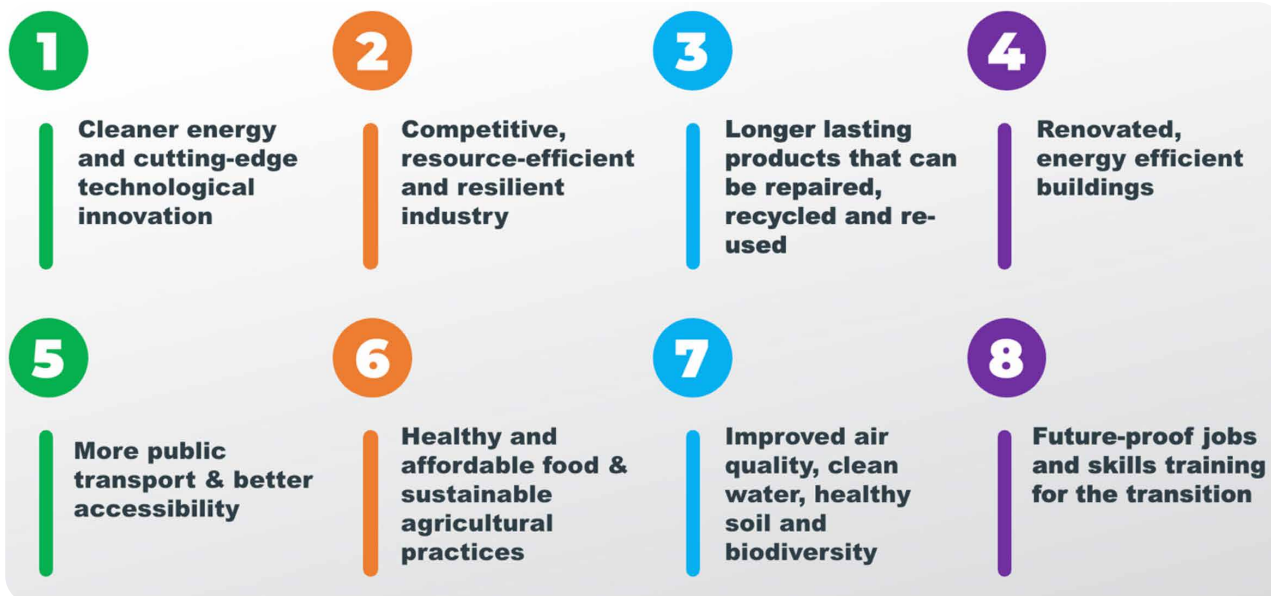 1
Cleaner energy
and cutting-edge
technological
innovation
2
Competitive,
resource-efficient
and resilient
industry
3
Longer lasting
products that can
be repaired,
recycled and re-
used
4
Renovated,
energy efficient
buildings
5
More public
transport & better
accessibility
6
Healthy and
affordable food &
sustainable
agricultural
practices
7
Improved air
quality, clean
water, healthy
soil and
biodiversity
8
Future-proof jobs
and skills training
for the transition